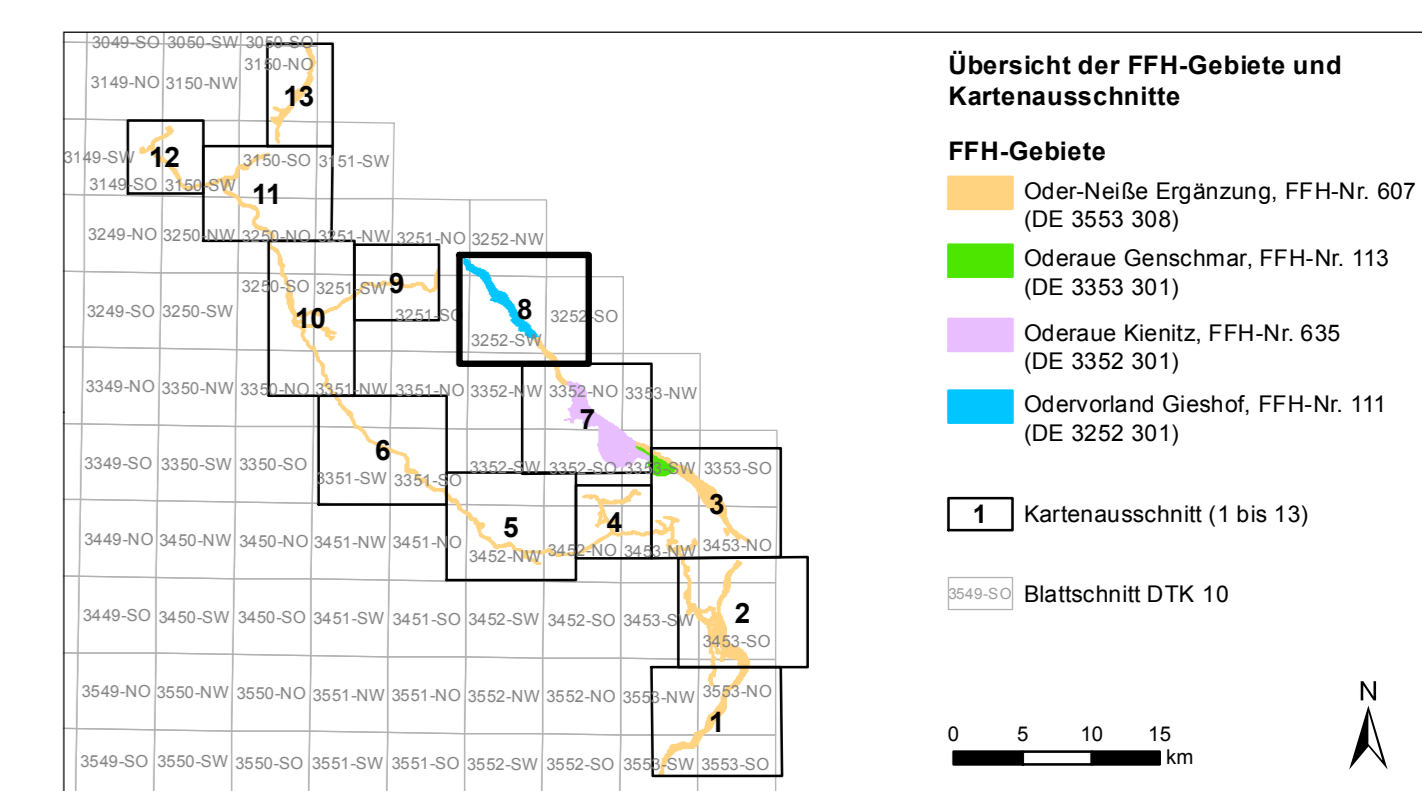 3049-SO 3050-SW 3050-SO
3150-NO
3149-NO 3150-NW
13
3149-SW 12 3150-SO 3151-SW
3149-SO 3150-SW
11
3249-NO 3250-NW 3250-NO 3251-NW 3251-NO 3252-NW
3250-SO 3251-SW 9
3249-SO 3250-SW 10 3251-SO 8 3252-SO
3252-SW
3349-NO 3350-NW 3350-NO 3351-NW 3351-NO 3352-NW 3352-NO 3353-NW
7
6
3349-SO 3350-SW 3350-SO 3351-SW 3351-SO 3352-SW 3352-SO 3353-SW 3353-SO
3
5 4
3449-NO 3450-NW 3450-NO 3451-NW 3451-NO 3452-NW 3452-NO 3453-NW 3453-NO
3449-SO 3450-SW 3450-SO 3451-SW 3451-SO 3452-SW 3452-SO 3453-SW 2
3453-SO
3549-NO 3550-NW 3550-NO 3551-NW 3551-NO 3552-NW 3552-NO 3553-NW 3553-NO
1
3549-SO 3550-SW 3550-SO 3551-SW 3551-SO 3552-SW 3552-SO 3553-SW 3553-SO
Übersicht der FFH-Gebiete und
Kartenausschnitte
FFH-Gebiete
Oder-Neiße Ergänzung, FFH-Nr. 607
(DE 3553 308)
Oderaue Genschmar, FFH-Nr. 113
(DE 3353 301)
Oderaue Kienitz, FFH-Nr. 635
(DE 3352 301)
Odervorland Gieshof, FFH-Nr. 111
(DE 3252 301)
1 Kartenausschnitt (1 bis 13)
3549-SO Blattschnitt DTK 10
0 5 10 15
km
N